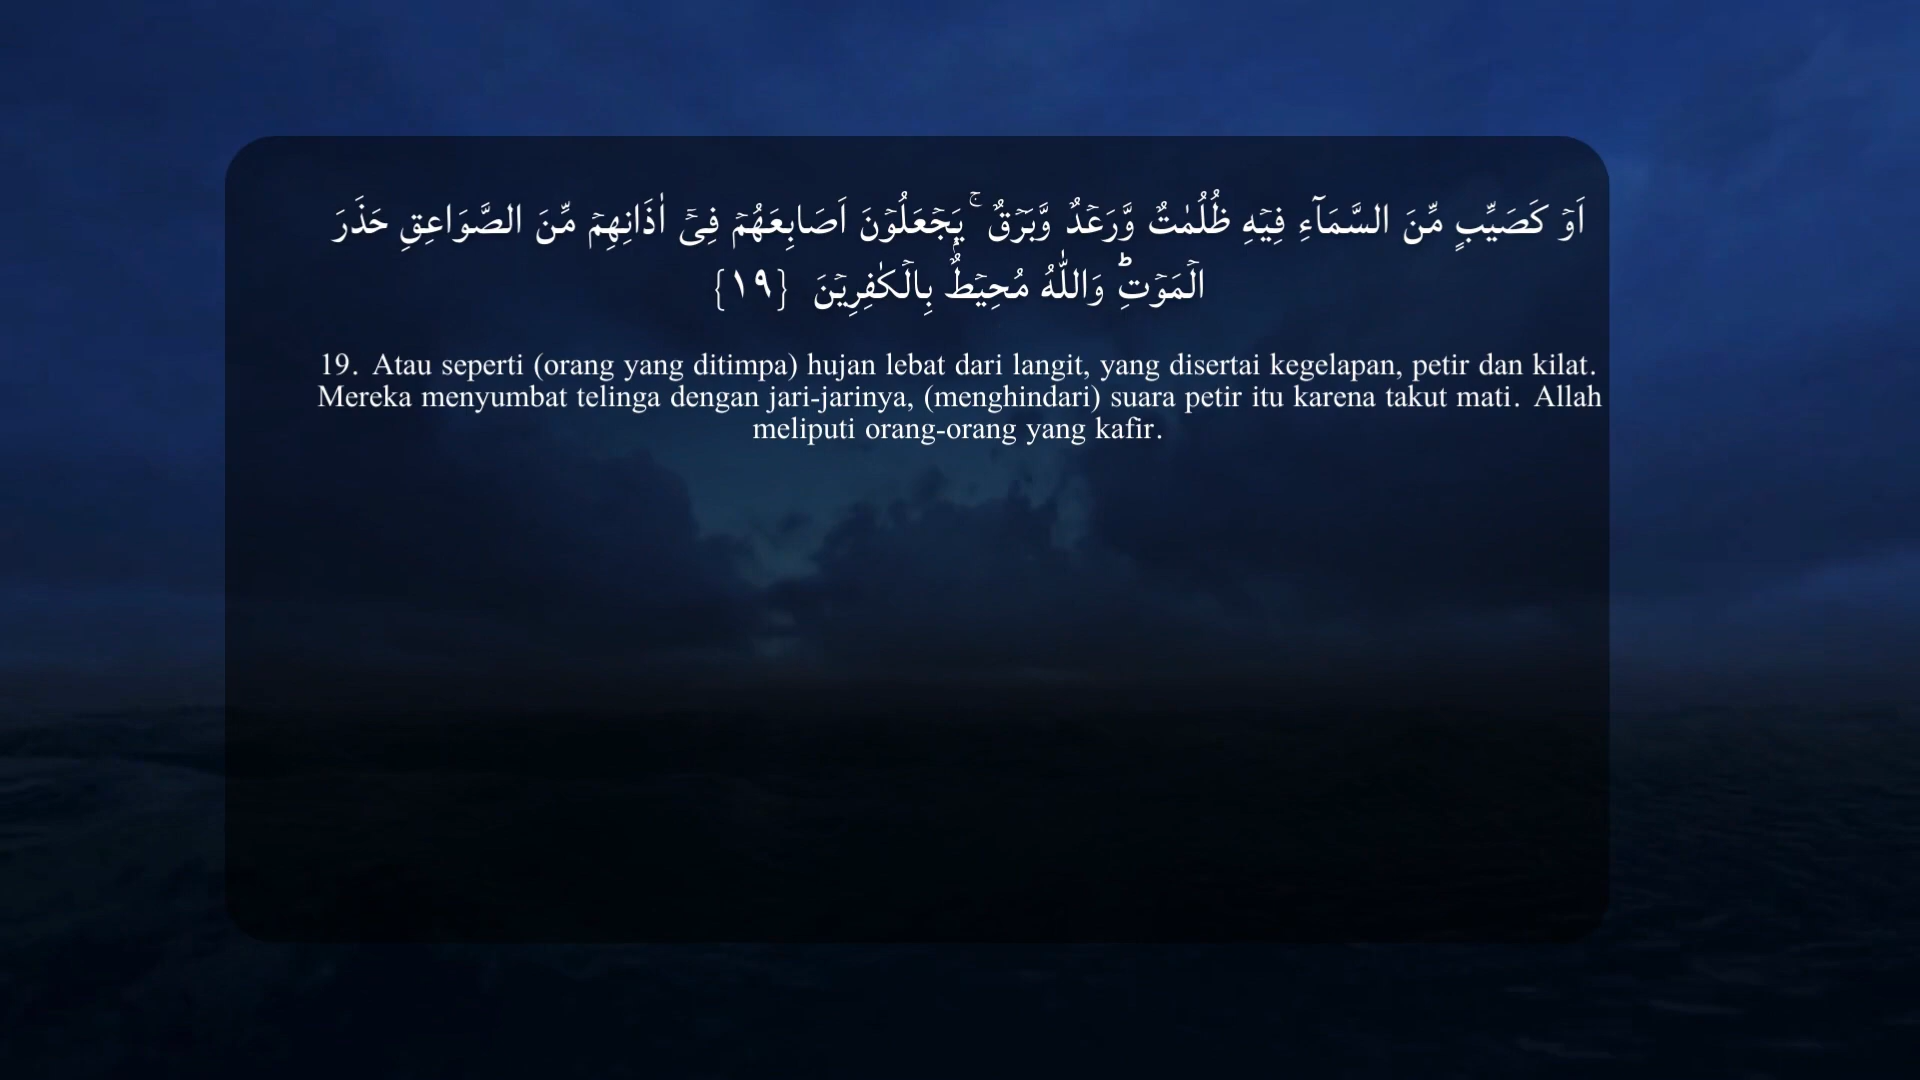 اَوۡ كَصَيِّبٍ مِّنَ السَّمَآءِ فِيۡهِ ظُلُمٰتٌ وَّرَعۡدٌ وَّبَرۡقٌ ۚ يَجۡعَلُوۡنَ اَصَابِعَهُمۡ فِىۡٓ اٰذَانِهِمۡ مِّنَ الصَّوَاعِقِ حَذَرَ
الۡمَوۡتِؕ وَاللّٰهُ مُحِيۡطٌۢ بِالۡكٰفِرِيۡنَ {١٩}
19. Atau seperti (orang yang ditimpa) hujan lebat dari langit, yang disertai kegelapan, petir dan kilat.
Mereka menyumbat telinga dengan jari-jarinya, (menghindari) suara petir itu karena takut mati. Allah
meliputi orang-orang yang kafir.